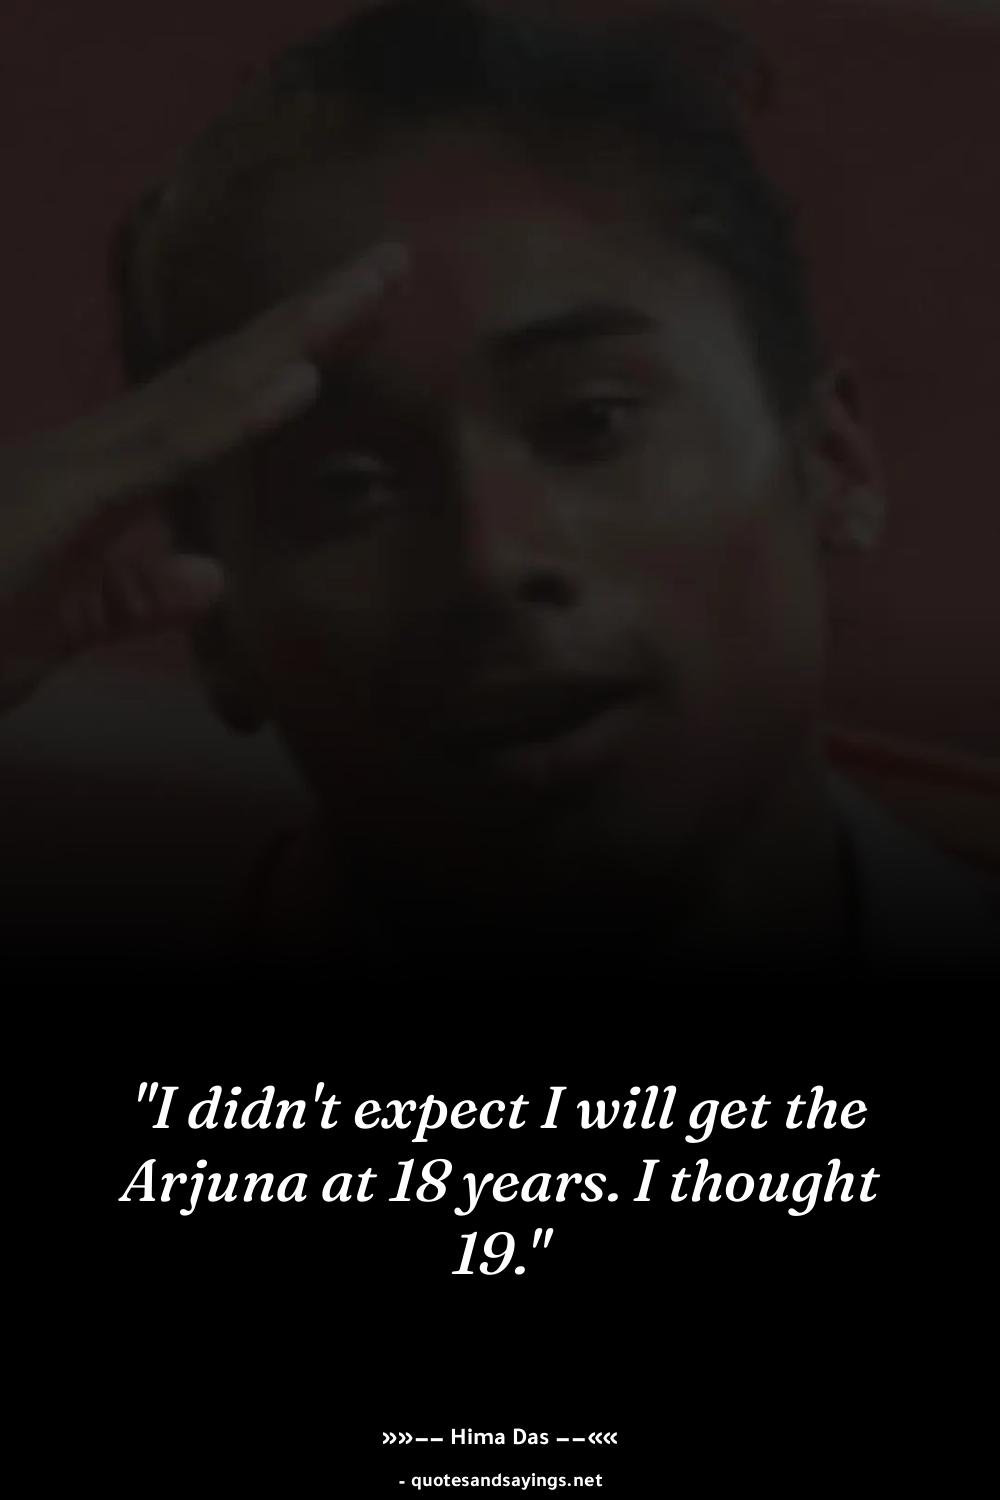 "I didn't expect I will get the
Arjuna at 18 years. I thought
19."
»»-- Hima Das --««
- quotesandsayings.net